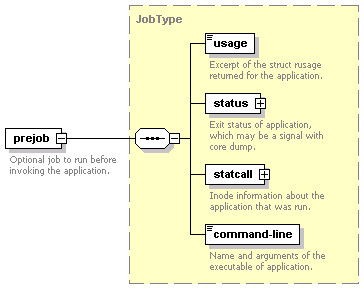 JobType
usage
Excerpt of the struct rusage
returned for the application.
status
Exit status of application,
which may be a signal with
core dump.
prejob
Optional job to run before
invoking the application.
statcall
Inode information about the
application that was run.
command-line
Name and arguments of the
executable of application.